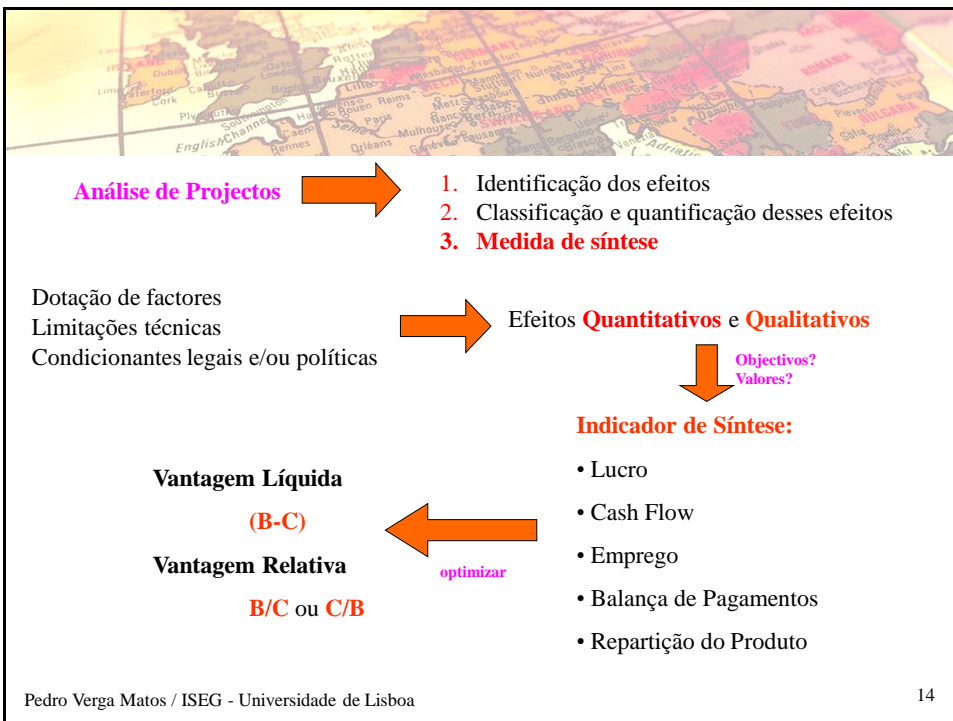 Análise de Projectos
1. Identificação dos efeitos
2. Classificação e quantificação desses efeitos
3. Medida de síntese
Dotação de factores
Limitações técnicas
Condicionantes legais e/ou políticas
Efeitos Quantitativos e Qualitativos
Objectivos?
Valores?
Indicador de Síntese:
• Lucro
• Cash Flow
• Emprego
• Balança de Pagamentos
• Repartição do Produto
optimizar
Vantagem Líquida
(B-C)
Vantagem Relativa
B/C ou C/B
Pedro Verga Matos / ISEG - Universidade de Lisboa
14